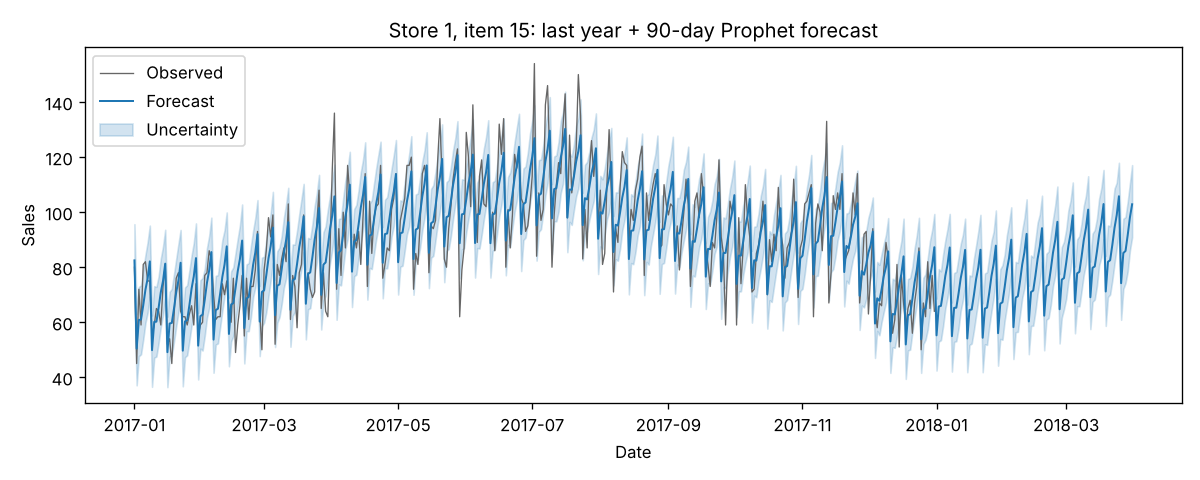 Store 1, item 15: last year + 90-day Prophet forecast
Observed
Forecast
Uncertainty
140
120
100
80
60
40
Sales
2017-01
2017-03
2017-05
2017-07
2017-09
2017-11
2018-01
2018-03
Date